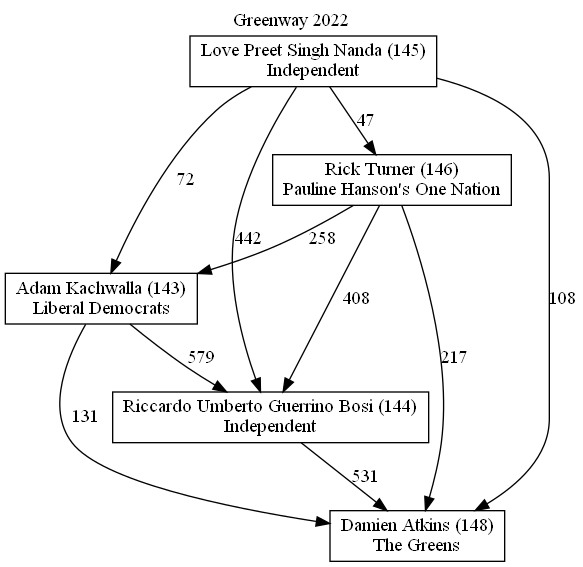 Greenway 2022
Love Preet Singh Nanda (145)
Independent
47
Rick Turner (146)
Pauline Hanson's One Nation
72
442
258
108
Adam Kachwalla (143)
Liberal Democrats
408
579
217
Riccardo Umberto Guerrino Bosi (144)
Independent
131
531
Damien Atkins (148)
The Greens